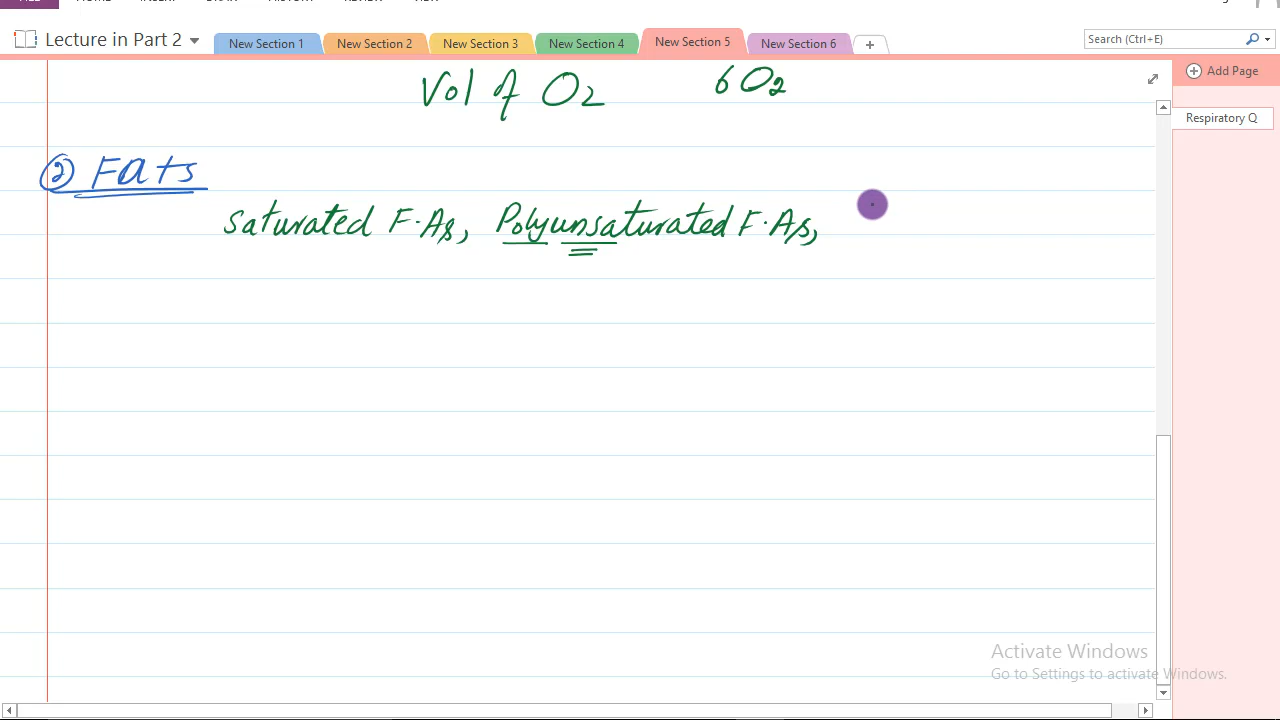 Lecture in Part 2
New Section 1
New Section 2
New Section 3
New Section 4
New Section 5
New Section 6
+
Search (Ctrl+E)
Add Page
Respiratory Q
Vol of O2 6O2
② Fats
Saturated F.As, Polyunsaturated F.As,
Activate Windows
Go to Settings to activate Windows.